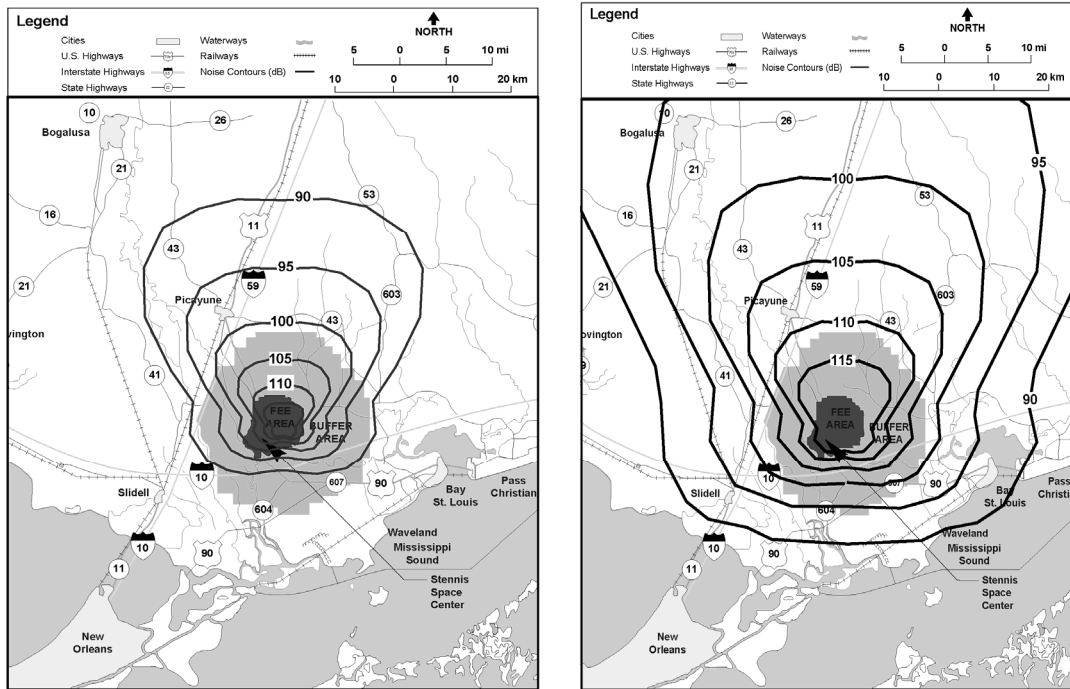 Legend
NORTH
Cities
Waterways
U.S. Highways
Railways
Interstate Highways
Noise Contours (dB)
State Highways
5 0 5 10 mi
10 0 10 20 km
10
Bogalusa
26
21
16
53
90
11
43
95
59
21
Picayune
603
43
100
ovington
105
41
110
FEE
AREA
BUFFER
AREA
10
607
90
Slidell
Bay
St. Louis
Pass
Christian
604
Waveland
Mississippi
Sound
10
90
11
Stennis
Space
Center
New
Orleans
Legend
NORTH
Cities
Waterways
U.S. Highways
Railways
Interstate Highways
Noise Contours (dB)
State Highways
5 0 5 10 mi
10 0 10 20 km
10
Bogalusa
26
21
95
100
16
53
11
43
105
59
21
Picayune
603
110
43
ovington
115
41
90
FEE
AREA
BUFFER
AREA
10
607
90
Slidell
Bay
St. Louis
Pass
Christi
604
Waveland
Mississippi
Sound
10
90
11
Stennis
Space
Center
New
Orleans